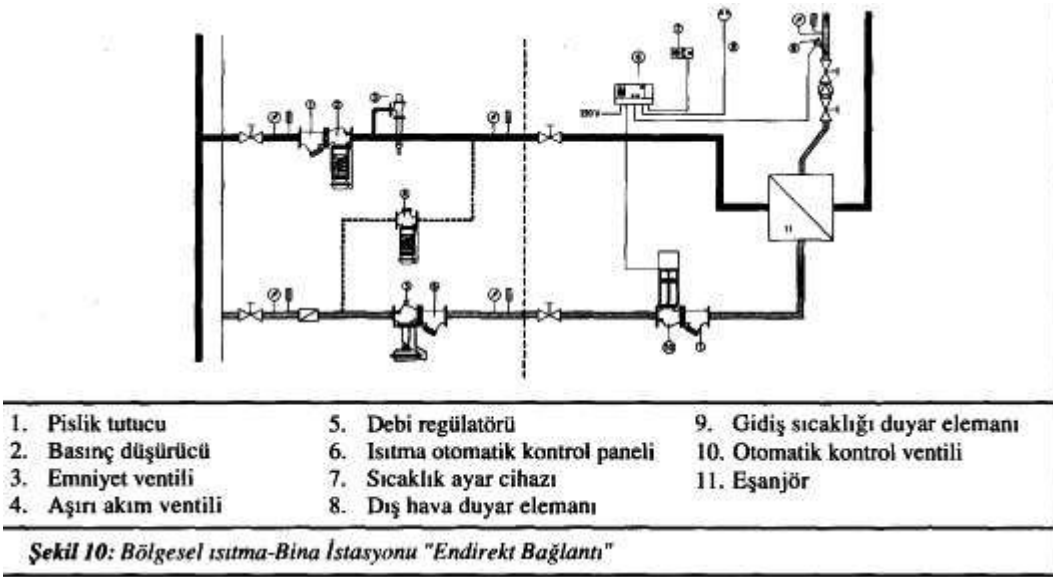 220 V
11
1. Pislik tutucu
2. Basınç düşürücü
3. Emniyet ventili
4. Aşırı akım ventili
5. Debi regülatörü
6. Isıtma otomatik kontrol paneli
7. Sıcaklık ayar cihazı
8. Dış hava duyar elemanı
9. Gidiş sıcaklığı duyar elemanı
10. Otomatik kontrol ventili
11. Eşanjör
Şekil 10: Bölgesel ısıtma-Bina İstasyonu "Endirekt Bağlantı"